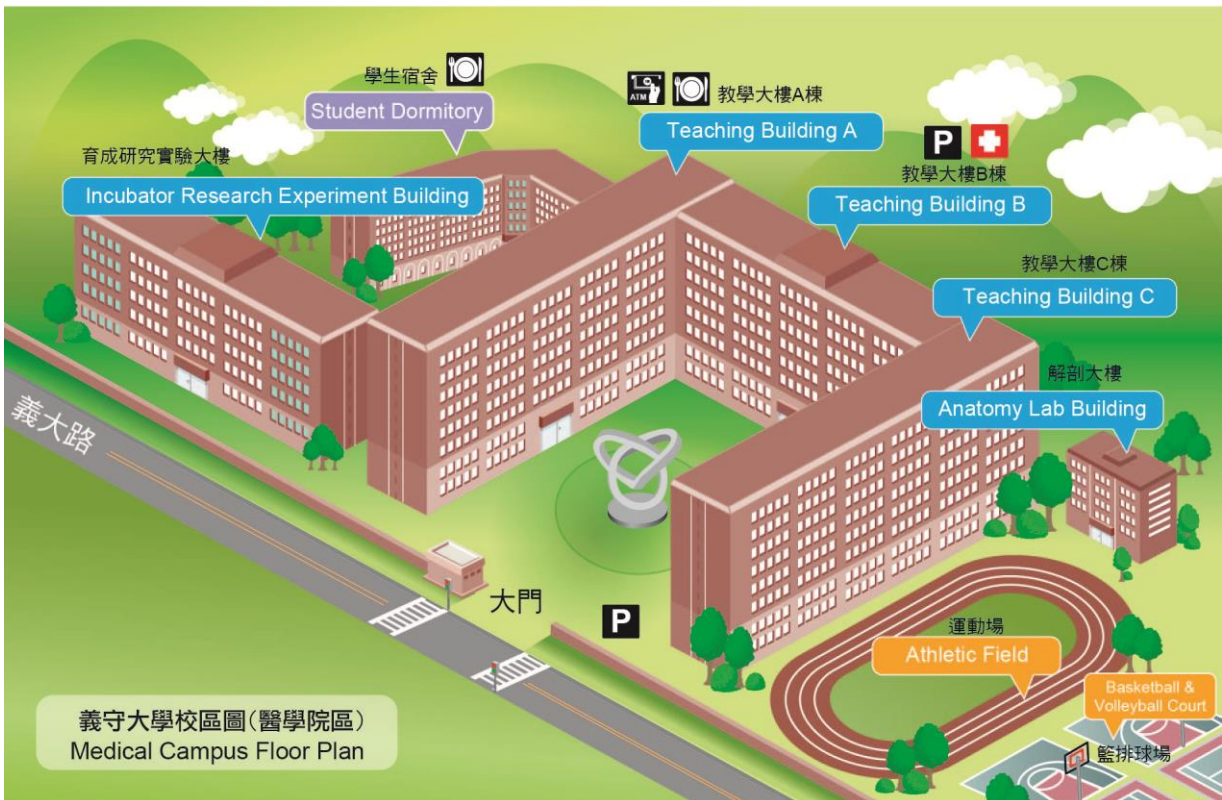 學生宿舍
Student Dormitory
ATM
教學大樓A棟
Teaching Building A
P
教學大樓B棟
Teaching Building B
育成研究實驗大樓
Incubator Research Experiment Building
教學大樓C棟
Teaching Building C
解剖大樓
Anatomy Lab Building
義大路
大門
P
運動場
Athletic Field
Basketball &
Volleyball Court
籃排球場
義守大學校區圖(醫學院區)
Medical Campus Floor Plan